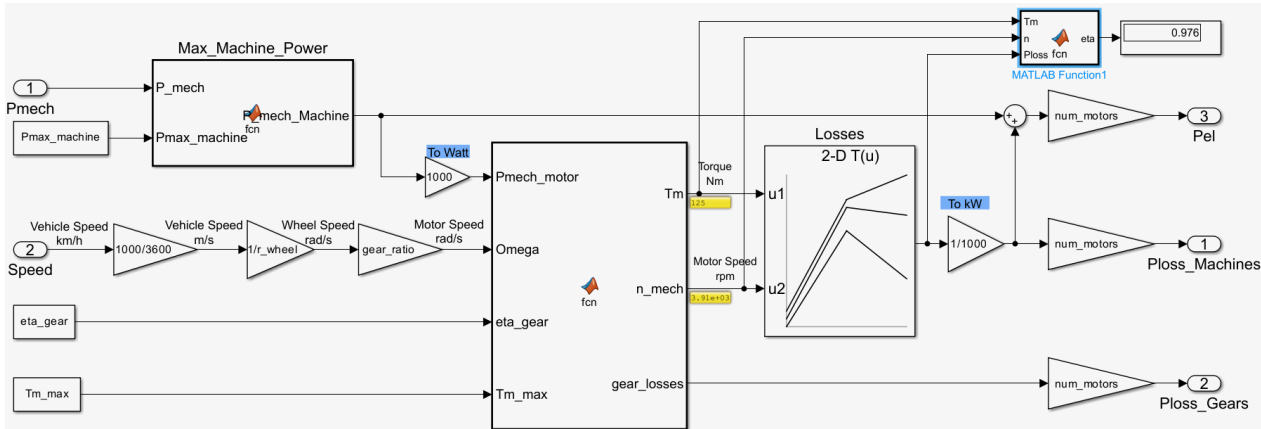 Max_Machine_Power
1
Pmech
Pmax_machine
P_mech
Pmax_machine
fcn
P_mech_Machine
To Watt
1000
2
Speed
Vehicle Speed
km/h
1000/3600
Vehicle Speed
m/s
1/r_wheel
Wheel Speed
rad/s
gear_ratio
Motor Speed
rad/s
eta_gear
Tm_max
Pmech_motor
Omega
eta_gear
Tm_max
fcn
Tm
n_mech
gear_losses
Torque
Nm
125
Motor Speed
rpm
3.91e+03
Losses
2-D T(u)
u1
u2
To kW
1/1000
Tm
n
Ploss
fcn
eta
MATLAB Function1
0.976
+
+
num_motors
3
Pel
num_motors
1
Ploss_Machines
num_motors
2
Ploss_Gears